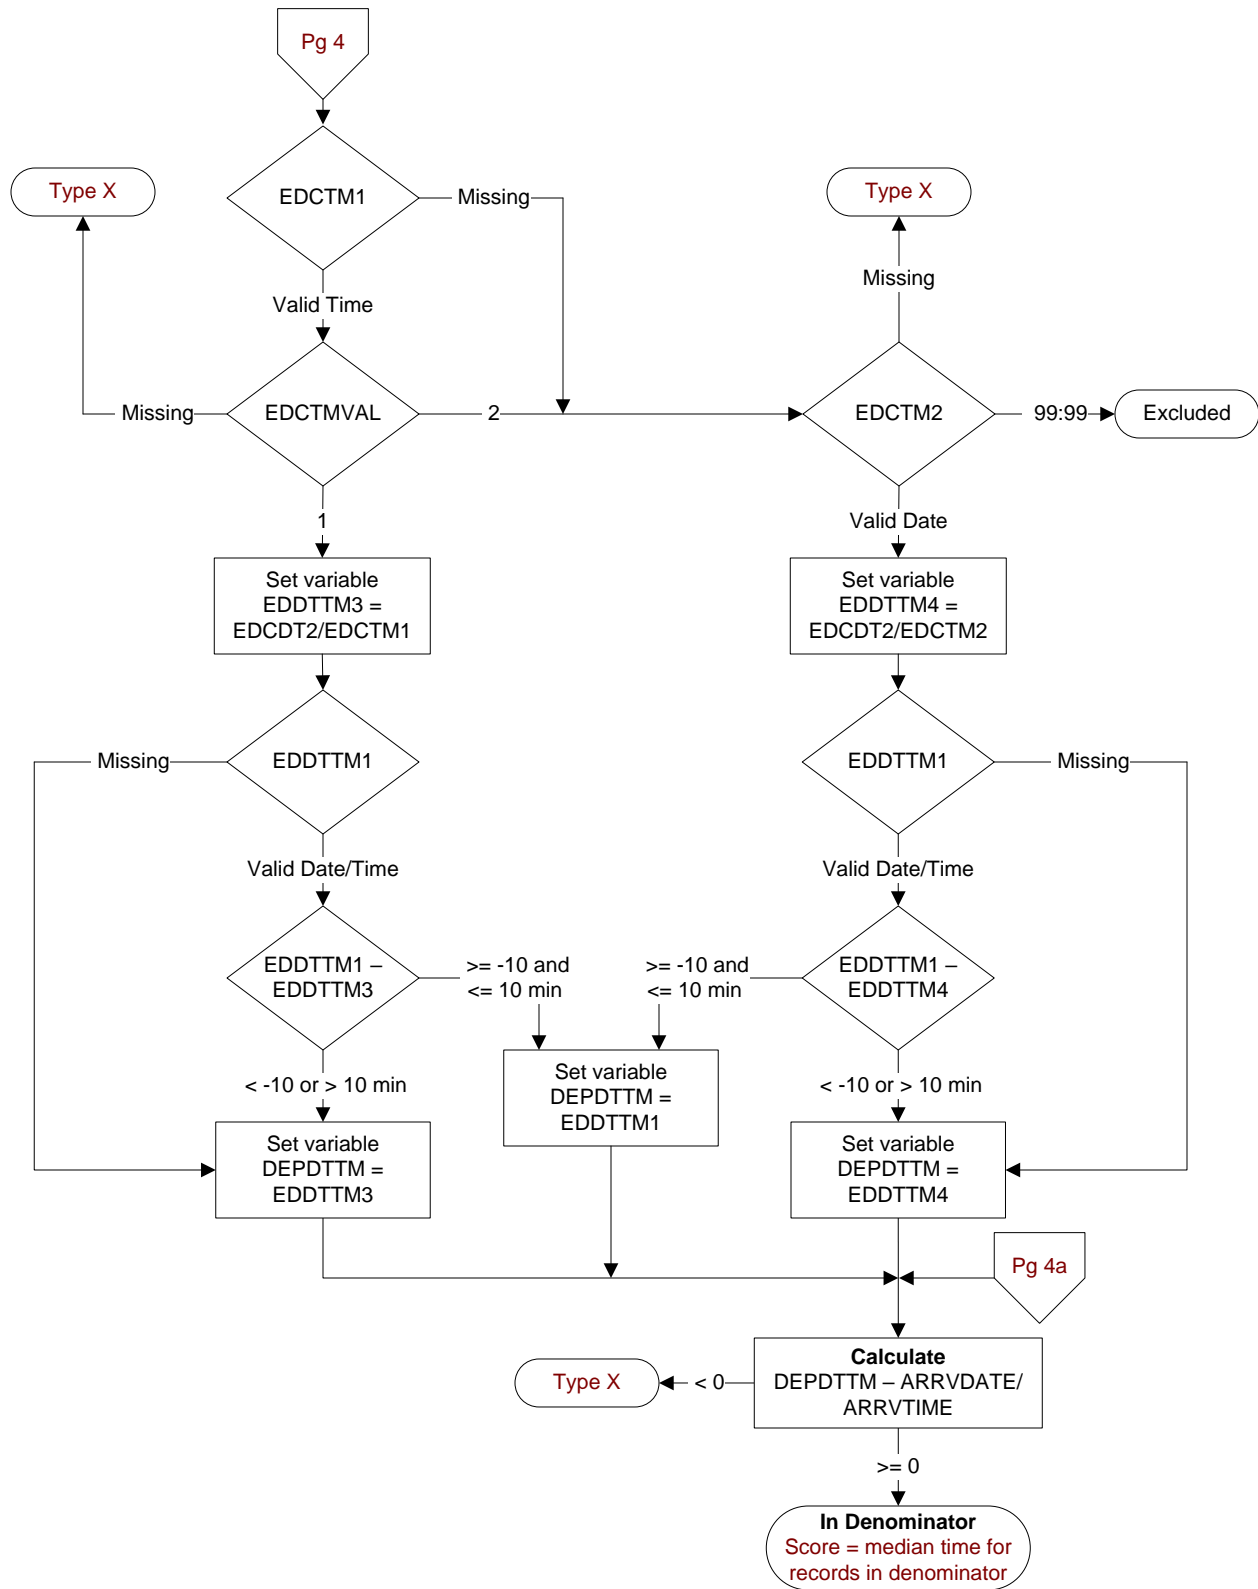 Pg 4
Type X
EDCTM1
Missing
Type X
Missing
Valid Time
Missing
EDCTMVAL
2
EDCTM2
99:99
Excluded
1
Valid Date
Set variable
EDDTTM3 =
EDCDT2/EDCTM1
Set variable
EDDTTM4 =
EDCDT2/EDCTM2
Missing
EDDTTM1
EDDTTM1
Missing
Valid Date/Time
Valid Date/Time
EDDTTM1 –
EDDTTM3
>= -10 and
<= 10 min
>= -10 and
<= 10 min
EDDTTM1 –
EDDTTM4
< -10 or > 10 min
Set variable
DEPDTTM =
EDDTTM1
< -10 or > 10 min
Set variable
DEPDTTM =
EDDTTM3
Set variable
DEPDTTM =
EDDTTM4
Pg 4a
Type X
< 0
Calculate
DEPDTTM – ARRVDATE/
ARRVTIME
>= 0
In Denominator
Score = median time for
records in denominator